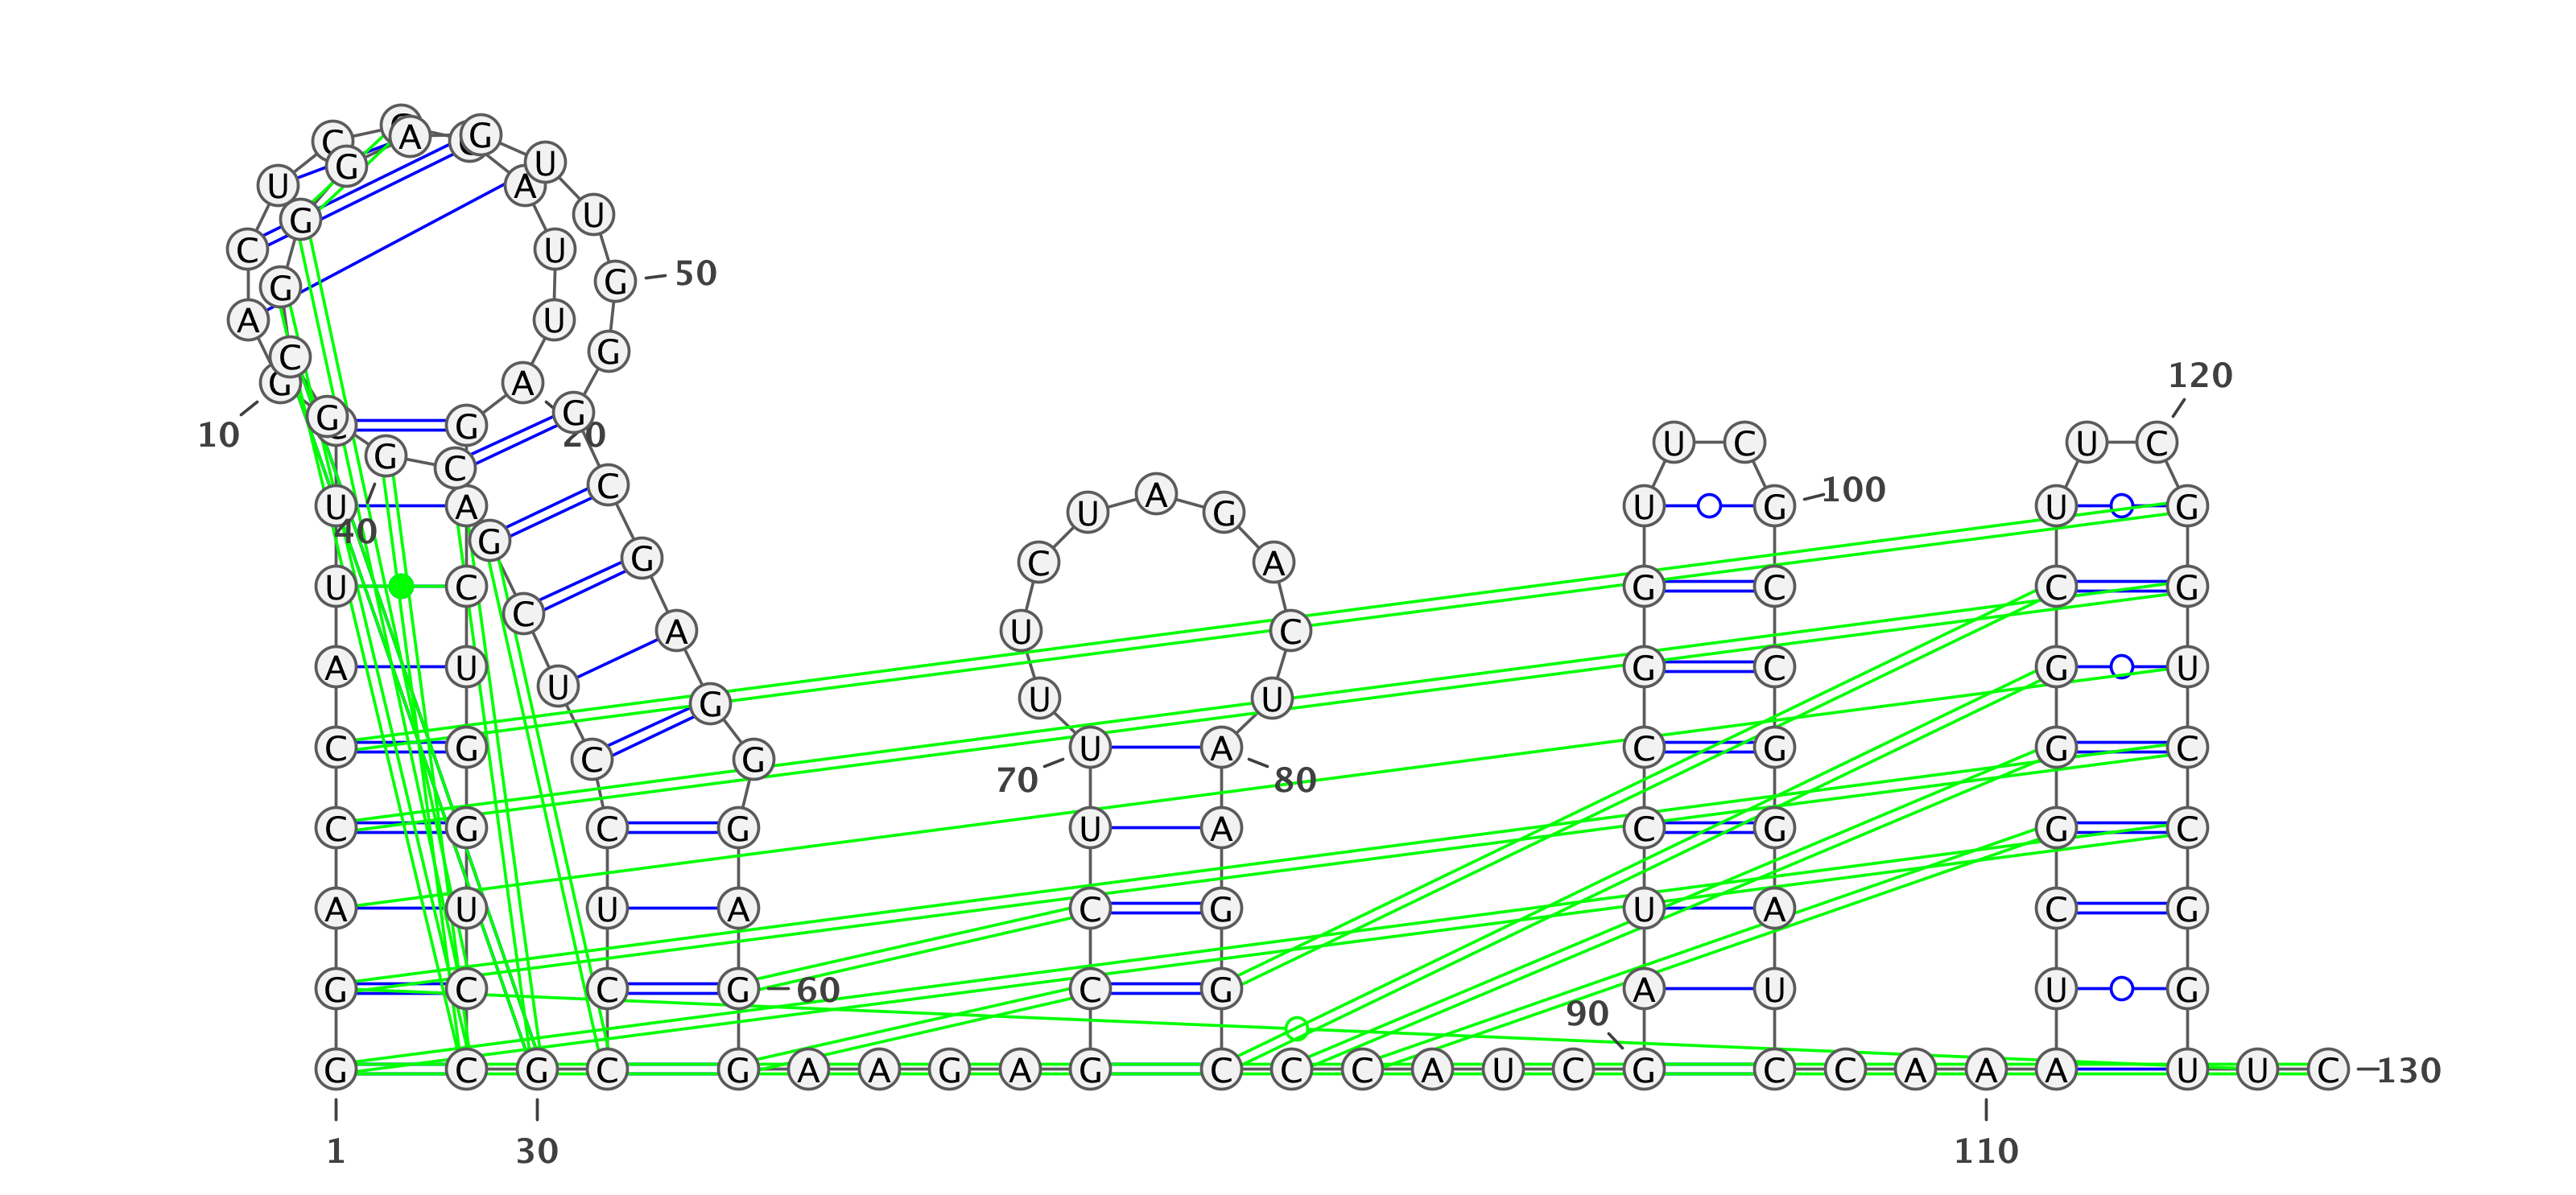 C A G
G U
U A
G U
C U
G G 50
A U
C G
120
G A
G G G
10 20
U C U C
G C
U A G
C 100
U A U G U G
40 G
G C A
U C G C C G
C
A U C
A U G C G U
U U U
G
C G U A C G G C
C G
70 80
C G C G U A C G G C
A U U A C G U A C G
G C C G 60 C G A U U G
90
G C G C G A A G A G C C C A U C G C C A A A U U C 130
1 30 110